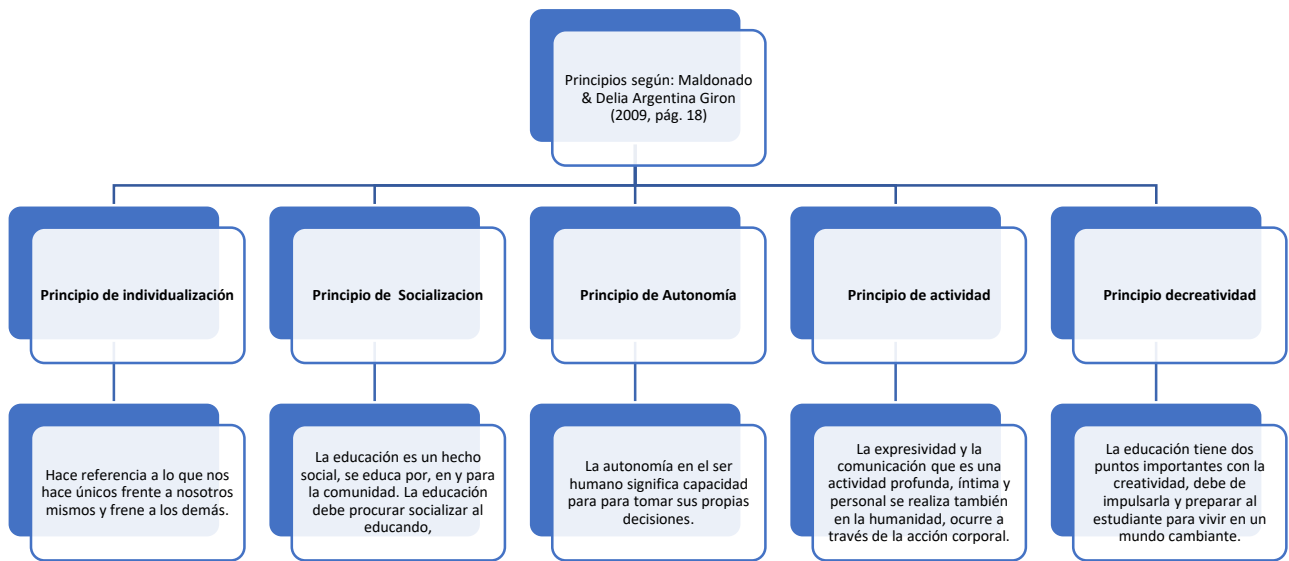 Principios según: Maldonado
& Delia Argentina Giron
(2009, pág. 18)
Principio de individualización
Principio de Socializacion
Principio de Autonomía
Principio de actividad
Principio decreatividad
Hace referencia a lo que nos
hace únicos frente a nosotros
mismos y frene a los demás.
La educación es un hecho
social, se educa por, en y para
la comunidad. La educación
debe procurar socializar al
educando,
La autonomía en el ser
humano significa capacidad
para para tomar sus propias
decisiones.
La expresividad y la
comunicación que es una
actividad profunda, íntima y
personal se realiza también
en la humanidad, ocurre a
través de la acción corporal.
La educación tiene dos
puntos importantes con la
creatividad, debe de
impulsarla y preparar al
estudiante para vivir en un
mundo cambiante.